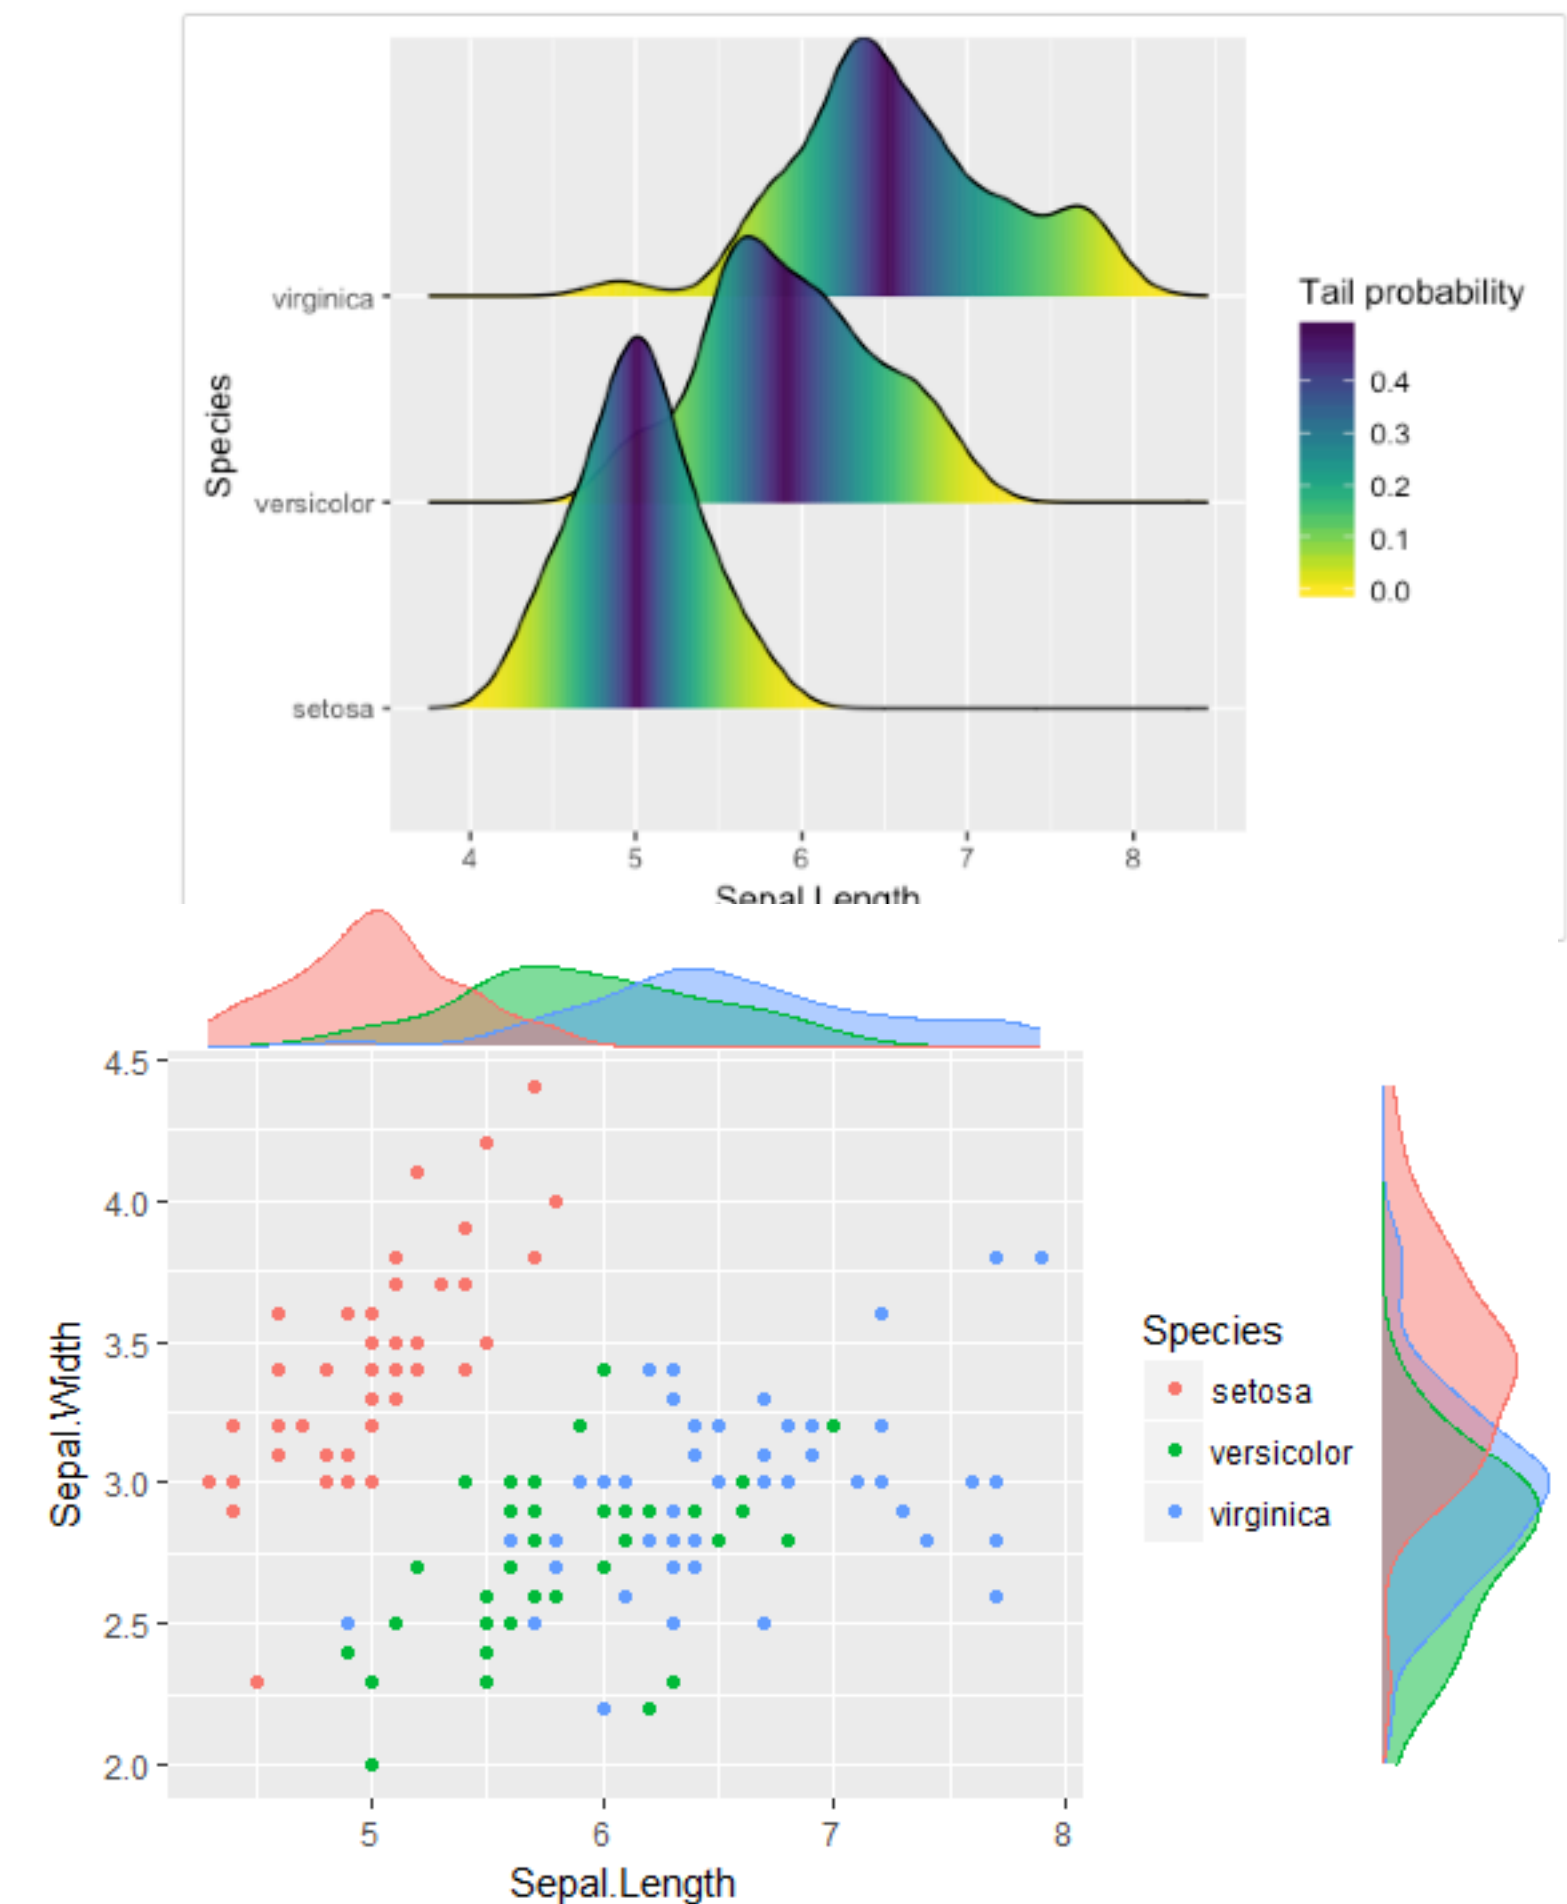 Tail probability
0.4
0.3
0.2
0.1
0.0
Species
virginica
versicolor
setosa
4 5 6 7 8
Sepal.Length
4.5
4.0
3.5
3.0
2.5
2.0
Sepal.Width
5 6 7 8
Sepal.Length
Species
setosa
versicolor
virginica